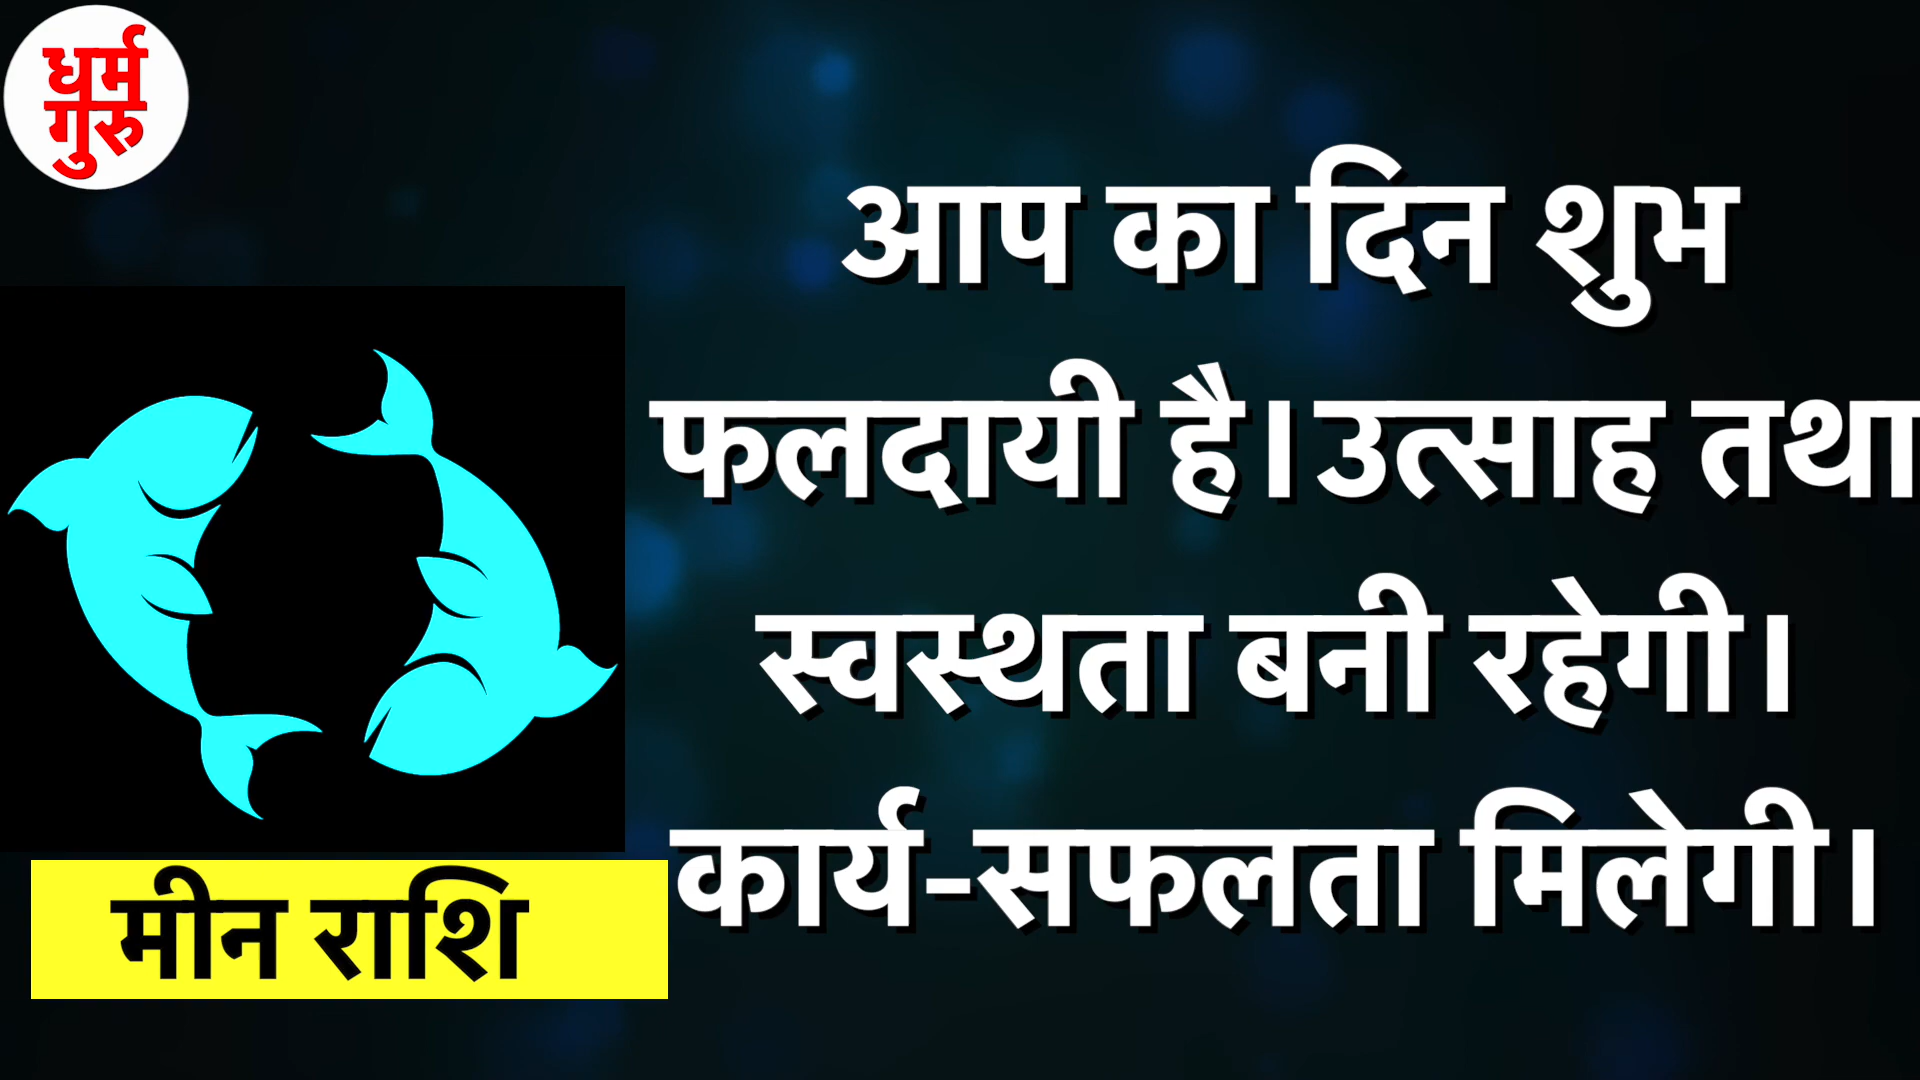 धर्म
गुरु
आप का दिन शुभ
फलदायी है। उत्साह तथा
स्वस्थता बनी रहेगी।
कार्य-सफलता मिलेगी।
मीन राशि